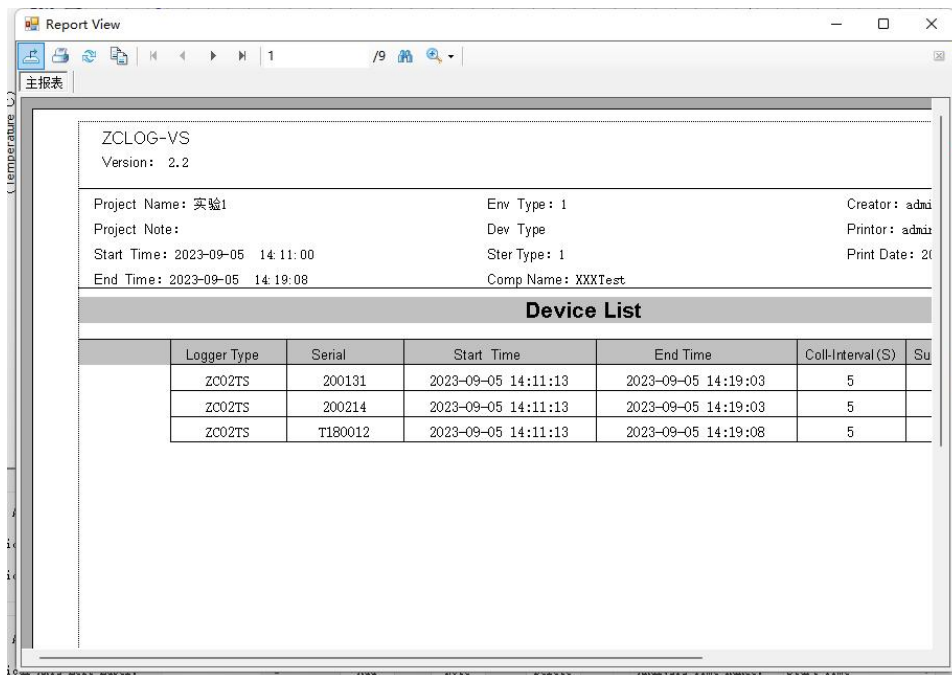 Report View
1 /9
主报表
(Temperature C)
ZCLOG-VS
Version: 2.2
Project Name: 实验1 Env Type: 1 Creator: admi
Project Note: Dev Type Printor: admin
Start Time: 2023-09-05 14:11:00 Ster Type: 1 Print Date: 20
End Time: 2023-09-05 14:19:08 Comp Name: XXXTest
Device List
Logger Type Serial Start Time End Time Coll-Interval(S) Su
ZC02TS 200131 2023-09-05 14:11:13 2023-09-05 14:19:03 5
ZC02TS 200214 2023-09-05 14:11:13 2023-09-05 14:19:03 5
ZC02TS T180012 2023-09-05 14:11:13 2023-09-05 14:19:08 5